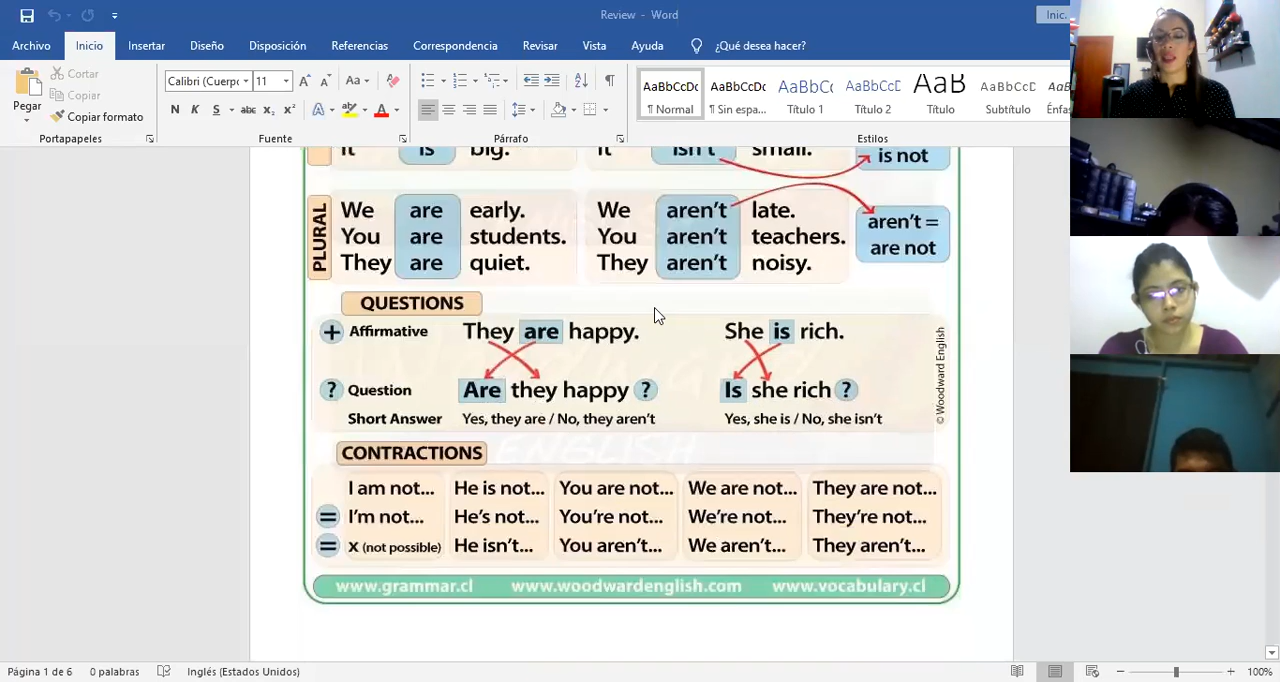 Review - Word
Inic.
Archivo Inicio Insertar Diseño Disposición Referencias Correspondencia Revisar Vista Ayuda ¿Qué desea hacer?
Pegar
Cortar
Copiar
Copiar formato
Portapapeles
Calibri (Cuerpo 11
N K S abc x₂ x²
Fuente
Párrafo
AaBbCcDc AaBbCcDc AaBbCc AaBbCcD AaB AaBbCcD
¶ Normal ¶ Sin espa... Título 1 Título 2 Título Subtítulo Énfas
Estilos
It is big. It isn't small. is not
PLURAL
We are early. We aren't late.
You are students. You aren't teachers.
They are quiet. They aren't noisy.
aren't =
are not
QUESTIONS
+ Affirmative They are happy. She is rich.
? Question Are they happy ? Is she rich ?
Short Answer Yes, they are / No, they aren't Yes, she is / No, she isn't
© Woodward English
ENGLISH
CONTRACTIONS
I am not... He is not... You are not... We are not... They are not...
= I'm not... He's not... You're not... We're not... They're not...
= x (not possible) He isn't... You aren't... We aren't... They aren't...
www.grammar.cl www.woodwardenglish.com www.vocabulary.cl
Página 1 de 6 0 palabras Inglés (Estados Unidos) 100%